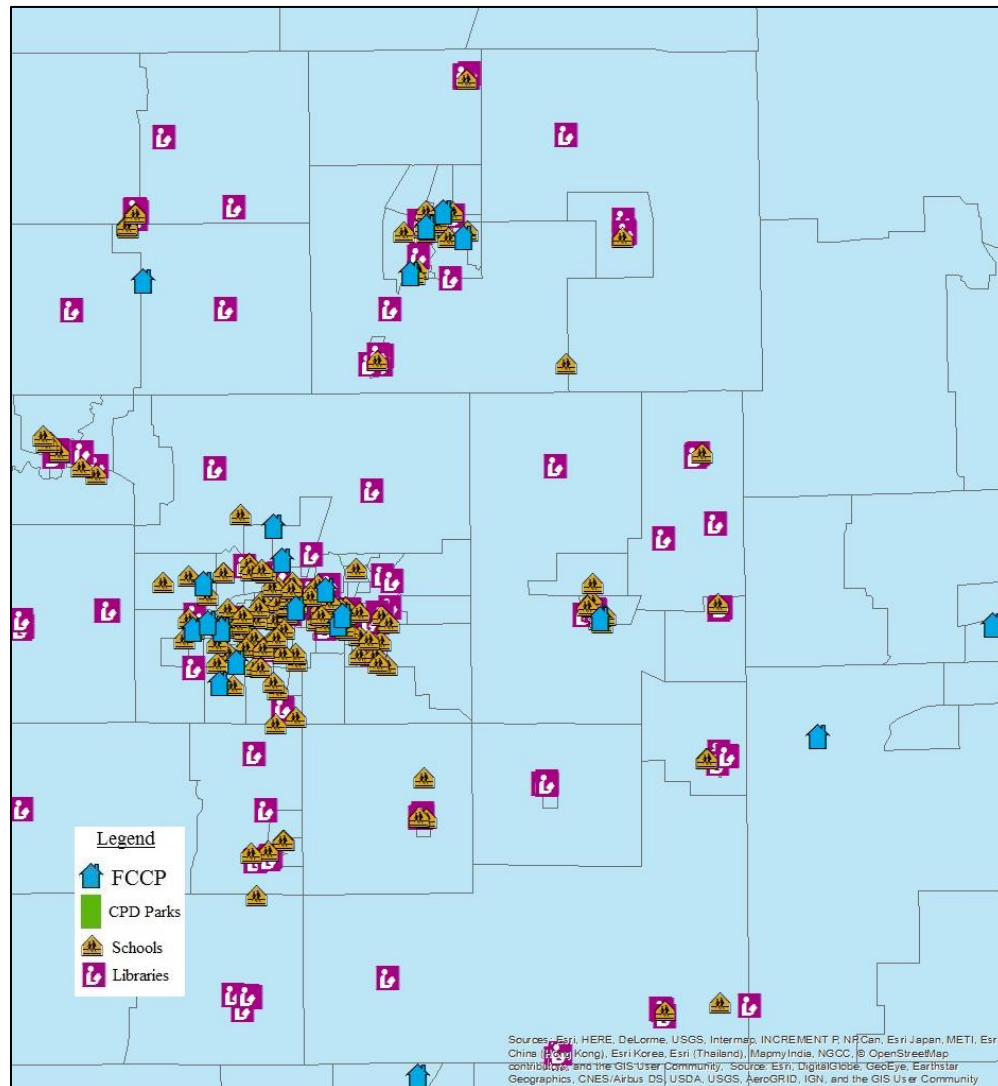 Legend
FCCP
CPD Parks
Schools
Libraries
Sources: Esri, HERE, DeLorme, USGS, Intermap, INCREMENT P, NRCan, Esri Japan, METI, Esri
China (Hong Kong), Esri Korea, Esri (Thailand), MapmyIndia, NGCC, © OpenStreetMap
contributors, and the GIS User Community, Source: Esri, DigitalGlobe, GeoEye, Earthstar
Geographics, CNES/Airbus DS, USDA, USGS, AeroGRID, IGN, and the GIS User Community